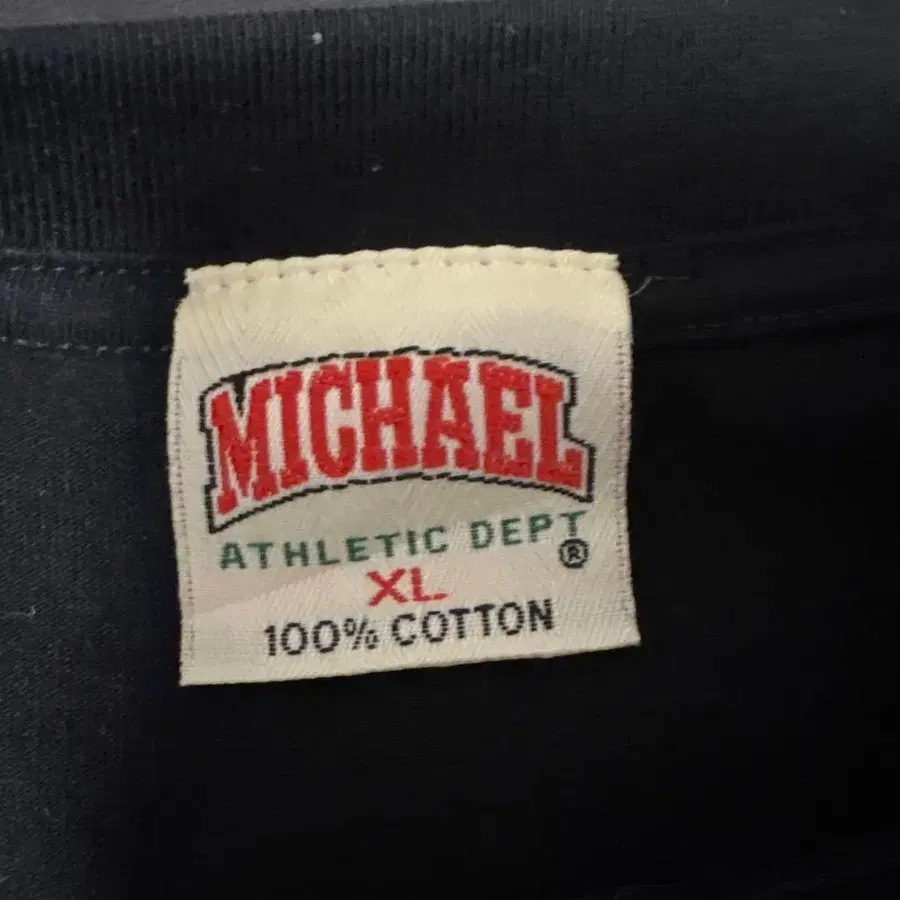 MICHAEL
ATHLETIC DEPT®
XL
100% COTTON